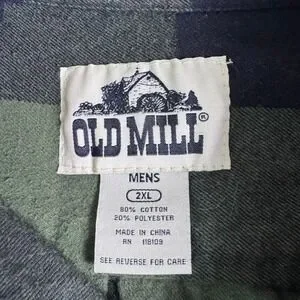 OLD MILL®
MENS
2XL
80% COTTON
20% POLYESTER
MADE IN CHINA
RN 118109
SEE REVERSE FOR CARE